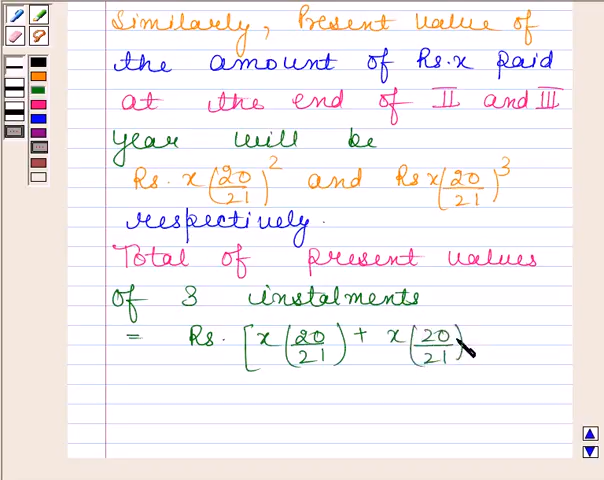 Similarly, Present value of
the amount of Rs.x paid
at the end of II and III
year will be
Rs. x(20/21)^2 and Rs x(20/21)^3
respectively.
Total of present values
of 3 instalments
= Rs. [x(20/21) + x(20/21)